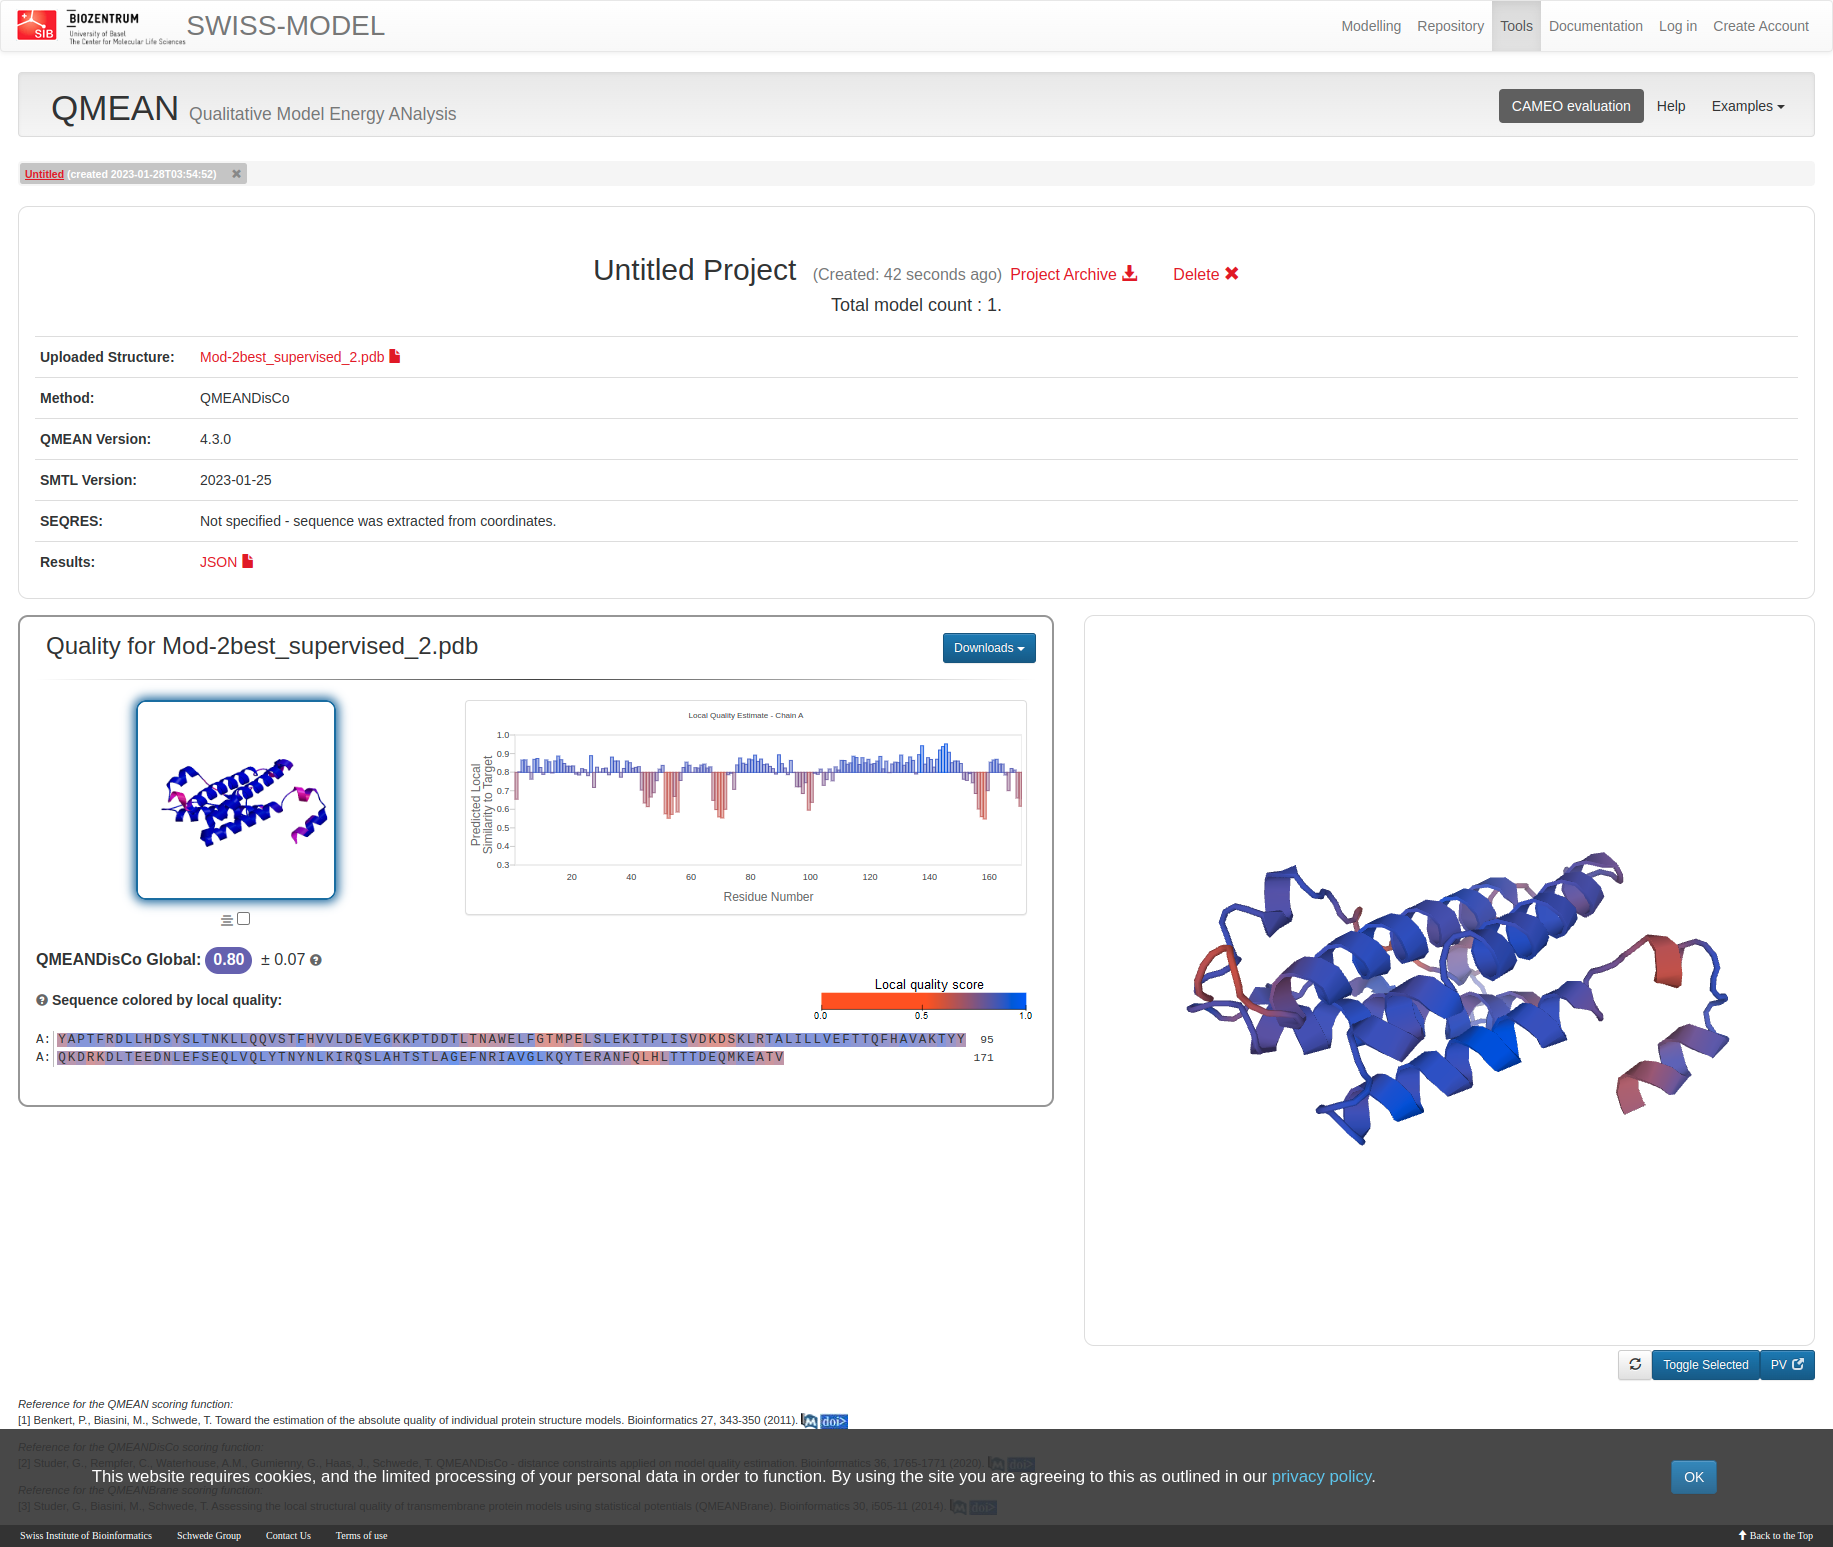 SIB
BIOZENTRUM
University of Basel
The Center for Molecular Life Sciences
SWISS-MODEL
Modelling Repository Tools Documentation Log in Create Account
QMEAN Qualitative Model Energy ANalysis
CAMEO evaluation Help Examples
Untitled (created 2023-01-28T03:54:52)
Untitled Project (Created: 42 seconds ago) Project Archive Delete
Total model count : 1.
Uploaded Structure: Mod-2best_supervised_2.pdb
Method: QMEANDisCo
QMEAN Version: 4.3.0
SMTL Version: 2023-01-25
SEQRES: Not specified - sequence was extracted from coordinates.
Results: JSON
Quality for Mod-2best_supervised_2.pdb
Downloads
Local Quality Estimate - Chain A
Predicted Local
Similarity to Target
1.0
0.9
0.8
0.7
0.6
0.5
0.4
0.3
20 40 60 80 100 120 140 160
Residue Number
QMEANDisCo Global: 0.80 ± 0.07
Sequence colored by local quality:
Local quality score
0.0 0.5 1.0
A: YAPTFRDLLHDSYSLTNKLLQQVSTFHVVLDEVEGKKPTDDTLTNAWELFGTMPELSLEKITPLISVDKDSKLRTALILLVEFTTQFHAVAKTYY 95
A: QKDRKDLTEEDNLEFSEQLVQLYTNYNLKIRQSLAHTSTLAGEFNRIAVGLKQYTERANFQLHLTTTDEQMKEATV 171
Toggle Selected PV
Reference for the QMEAN scoring function:
[1] Benkert, P., Biasini, M., Schwede, T. Toward the estimation of the absolute quality of individual protein structure models. Bioinformatics 27, 343-350 (2011). doi>
Reference for the QMEANDisCo scoring function:
[2] Studer, G., Rempfer, C., Waterhouse, A.M., Gumienny, G., Haas, J., Schwede, T. QMEANDisCo - distance constraints applied on model quality estimation. Bioinformatics 36, 1765-1771 (2020). doi>
This website requires cookies, and the limited processing of your personal data in order to function. By using the site you are agreeing to this as outlined in our privacy policy.
OK
Reference for the QMEANBrane scoring function:
[3] Studer, G., Biasini, M., Schwede, T. Assessing the local structural quality of transmembrane protein models using statistical potentials (QMEANBrane). Bioinformatics 30, i505-11 (2014). doi>
Swiss Institute of Bioinformatics Schwede Group Contact Us Terms of use
Back to the Top